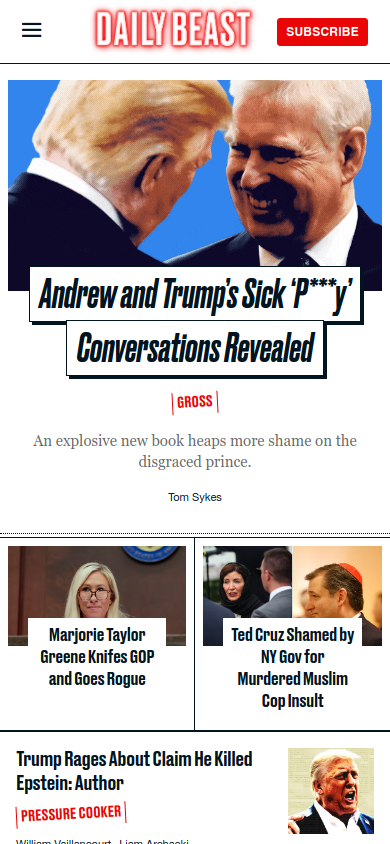 DAILY BEAST
SUBSCRIBE
Andrew and Trump's Sick 'P***y'
Conversations Revealed
GROSS
An explosive new book heaps more shame on the
disgraced prince.
Tom Sykes
Marjorie Taylor
Greene Knifes GOP
and Goes Rogue
Ted Cruz Shamed by
NY Gov for
Murdered Muslim
Cop Insult
Trump Rages About Claim He Killed
Epstein: Author
PRESSURE COOKER
William Vaillancourt, Liam Archacki